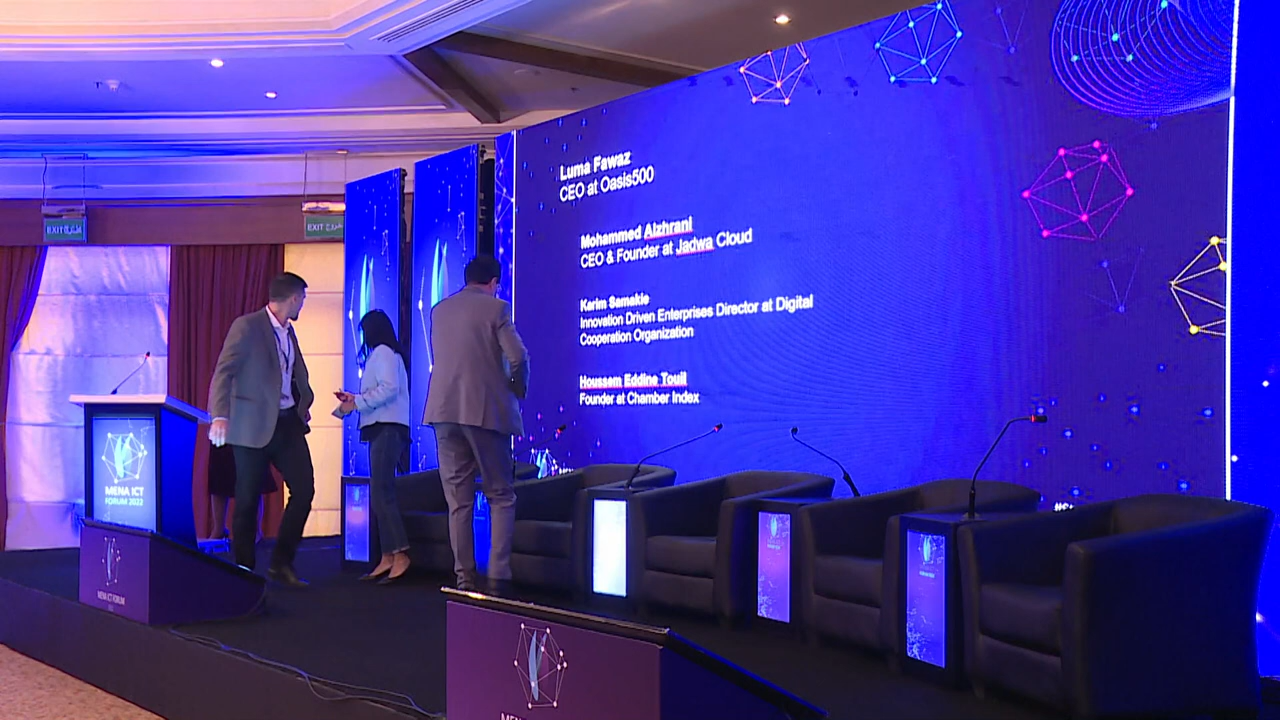 EXIT خروج
EXIT خروج
Luma Fawaz
CEO at Oasis500
Mohammed Alzhrani
CEO & Founder at Jadwa Cloud
Karim Samakie
Innovation Driven Enterprises Director at Digital
Cooperation Organization
Houssem Eddine Touil
Founder at Chamber Index
MENA ICT
FORUM 2022
MENA ICT FORUM